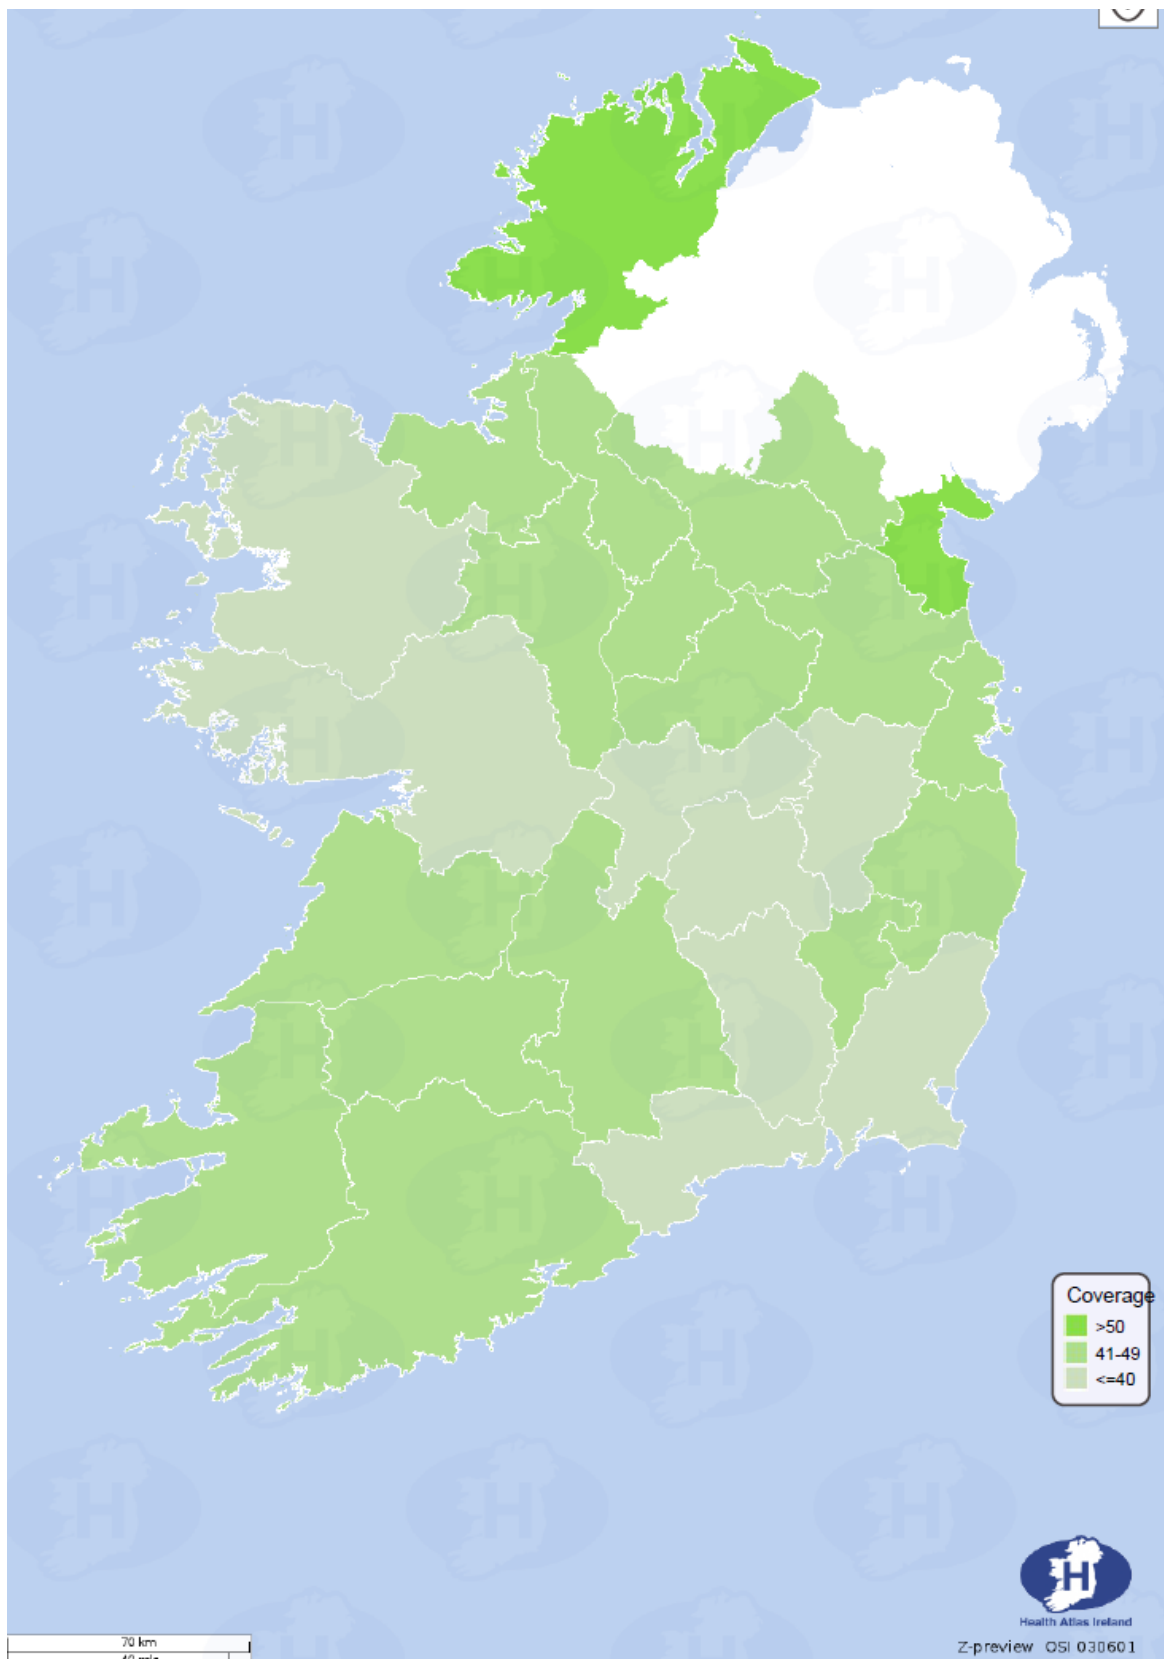 Coverage
>50
41-49
<=40
H
Health Atlas Ireland
70 km
Z-preview OSI 030601